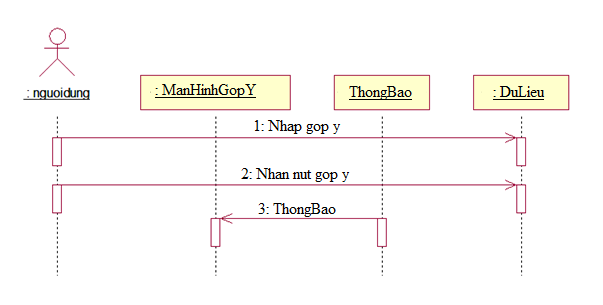 : nguoidung
: ManHinhGopY
ThongBao
: DuLieu
1: Nhap gop y
2: Nhan nut gop y
3: ThongBao